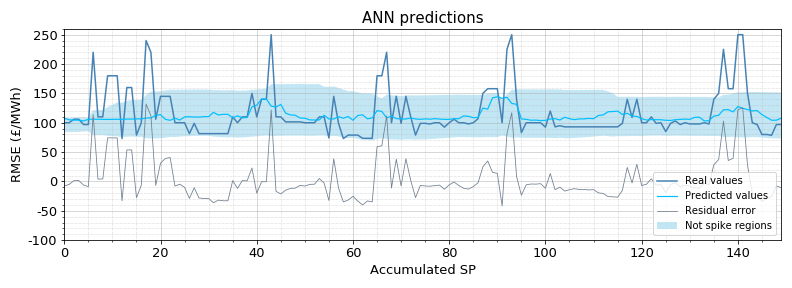 ANN predictions
250
200
150
100
50
0
-50
-100
RMSE (£/MWh)
0 20 40 60 80 100 120 140
Accumulated SP
Real values
Predicted values
Residual error
Not spike regions